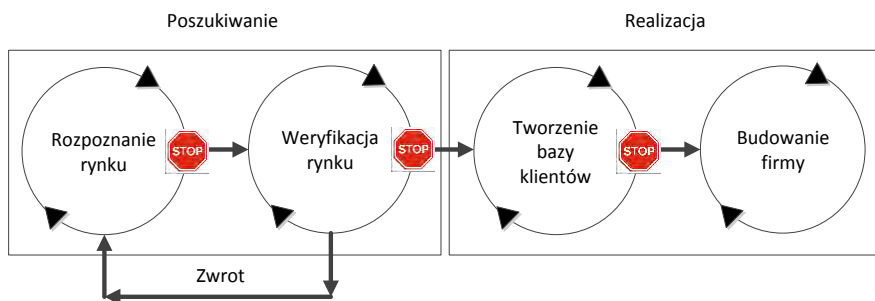 Poszukiwanie
Realizacja
Rozpoznanie
rynku
STOP
Weryfikacja
rynku
STOP
Tworzenie
bazy
klientów
STOP
Budowanie
firmy
Zwrot